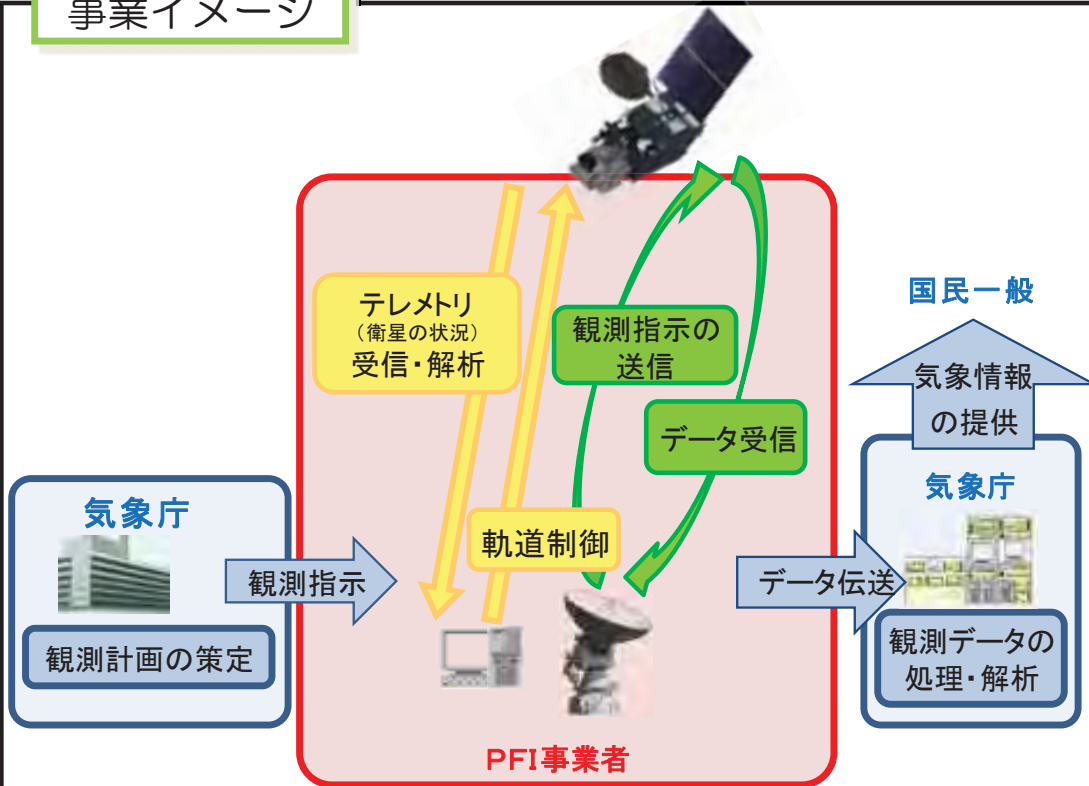 事業イメージ
テレメトリ
（衛星の状況）
受信・解析
観測指示の
送信
データ受信
軌道制御
国民一般
気象情報
の提供
気象庁
観測指示
観測計画の策定
データ伝送
気象庁
観測データの
処理・解析
PFI事業者